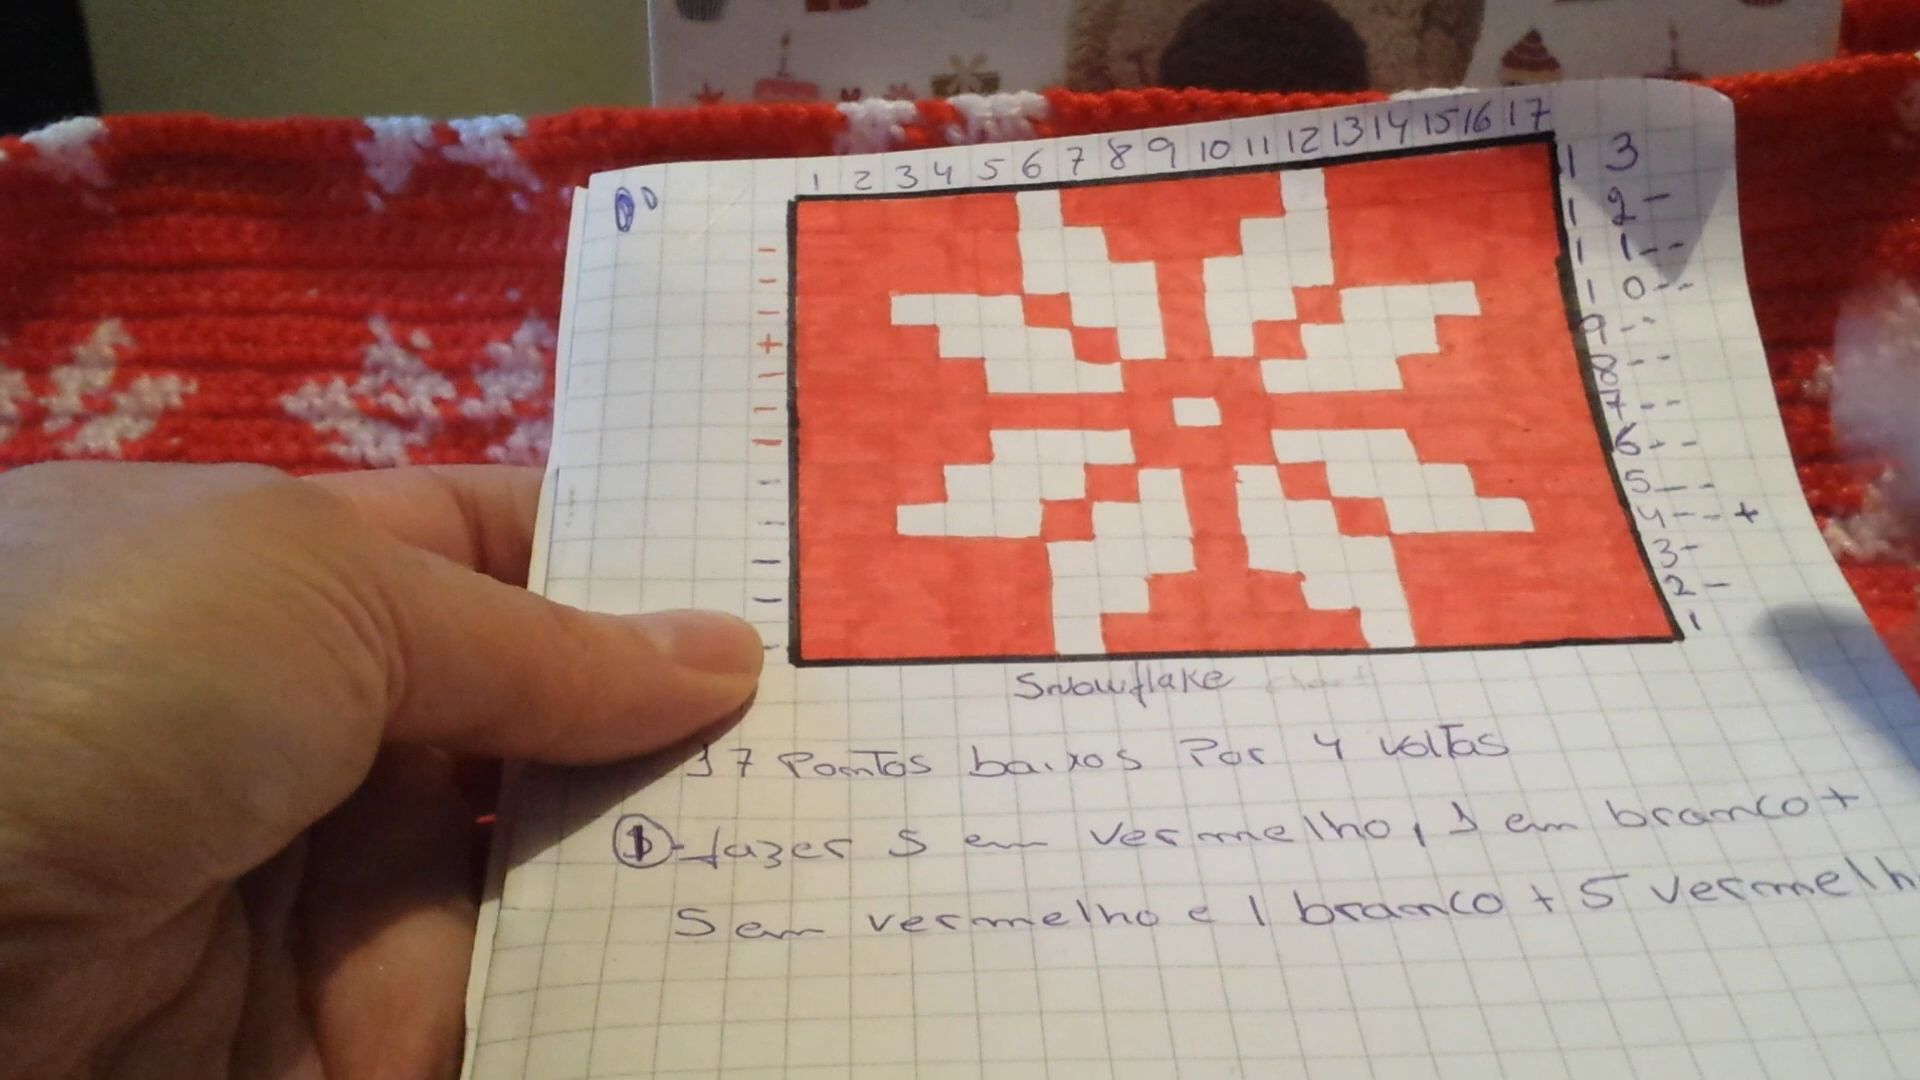 1 2 3 4 5 6 7 8 9 10 11 12 13 14 15 16 17
13
12 -
11 --
10 --
9 --
8 --
7 --
6 --
5 --
4 -- +
3 -
2 -
1
Snowflake
17 Pontos baixos Por 4 voltas
1 - fazer 5 em vermelho, 1 em branco +
5 em vermelho e 1 branco + 5 vermelh